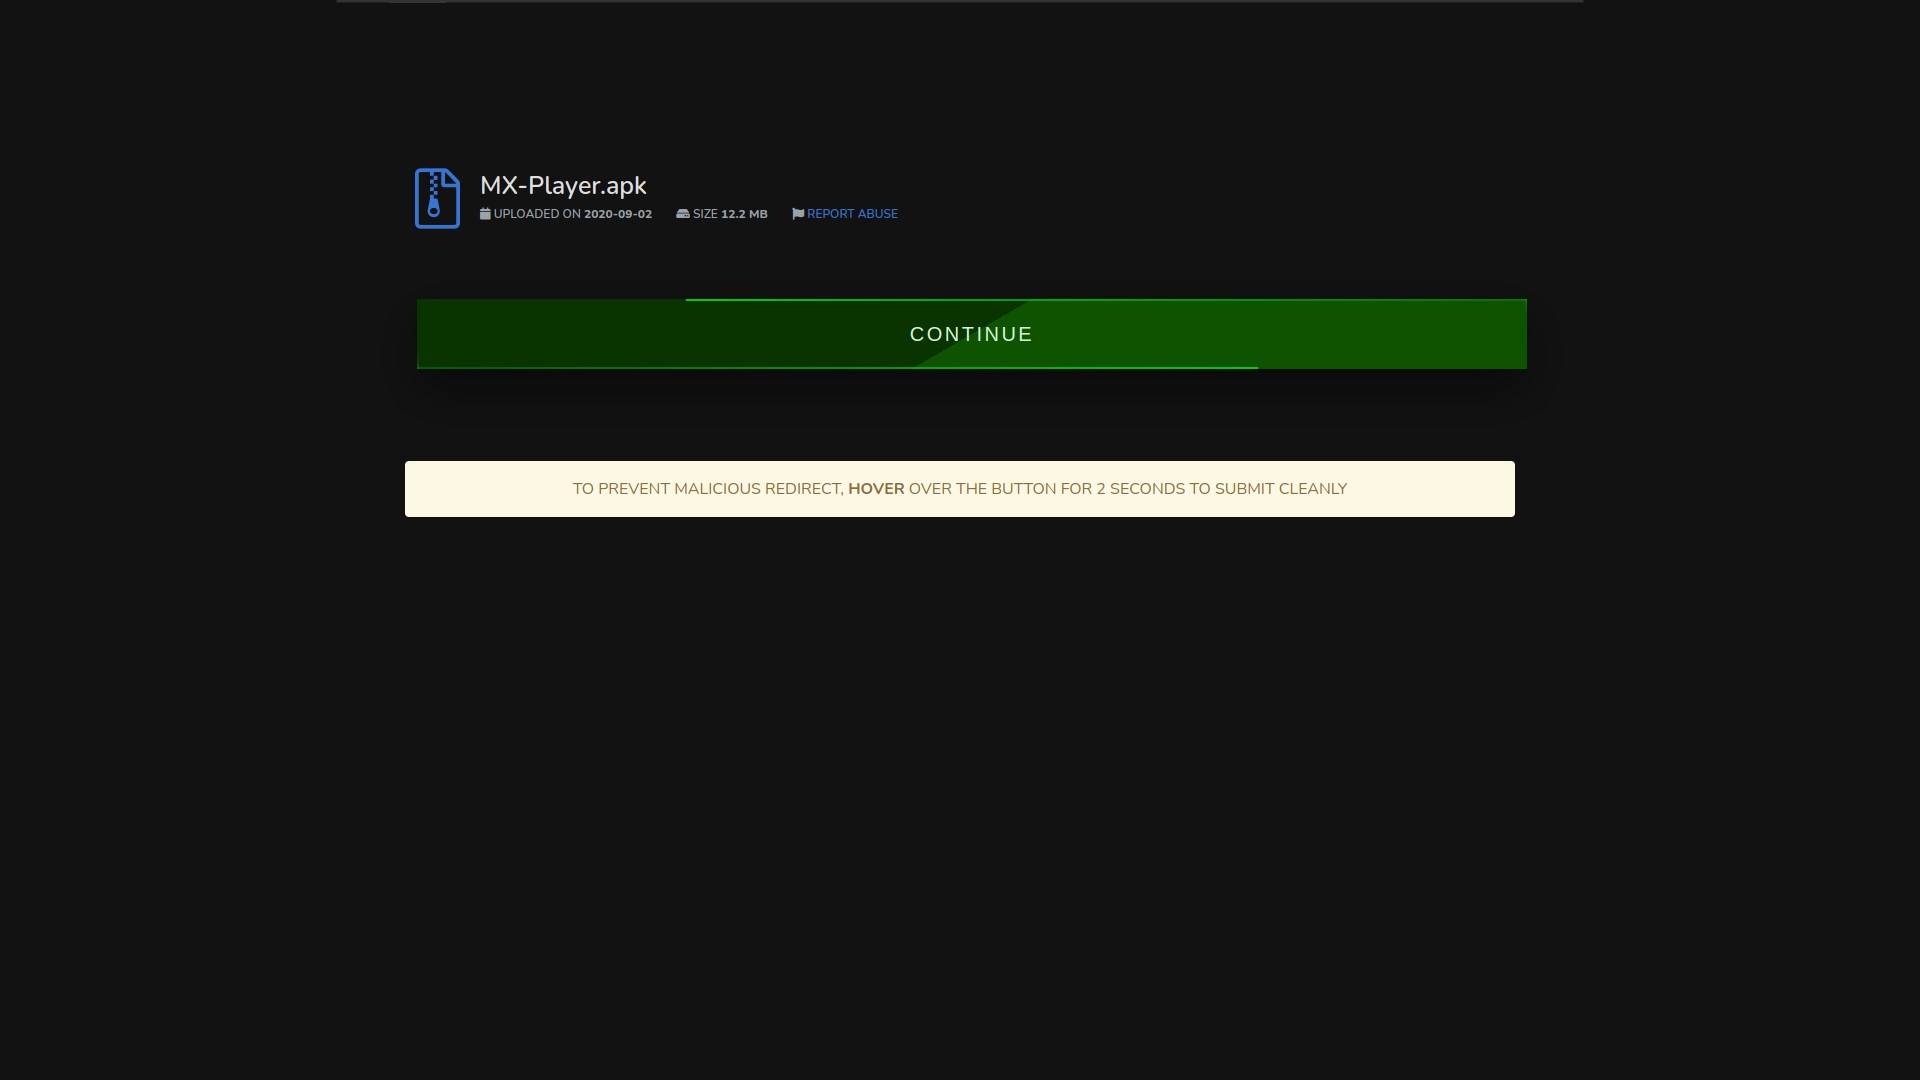 MX-Player.apk
UPLOADED ON 2020-09-02 SIZE 12.2 MB REPORT ABUSE
CONTINUE
TO PREVENT MALICIOUS REDIRECT, HOVER OVER THE BUTTON FOR 2 SECONDS TO SUBMIT CLEANLY